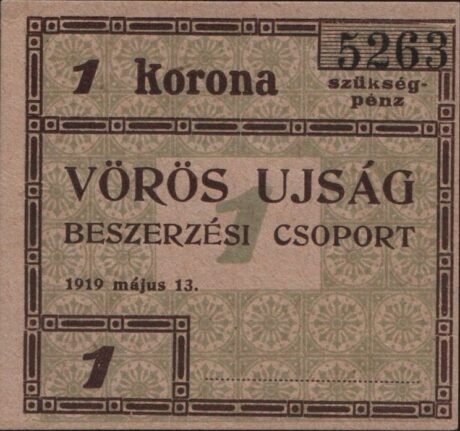 1 Korona
5263
szükség-
pénz
VÖRÖS UJSÁG
1
BESZERZÉSI CSOPORT
1919 május 13.
1